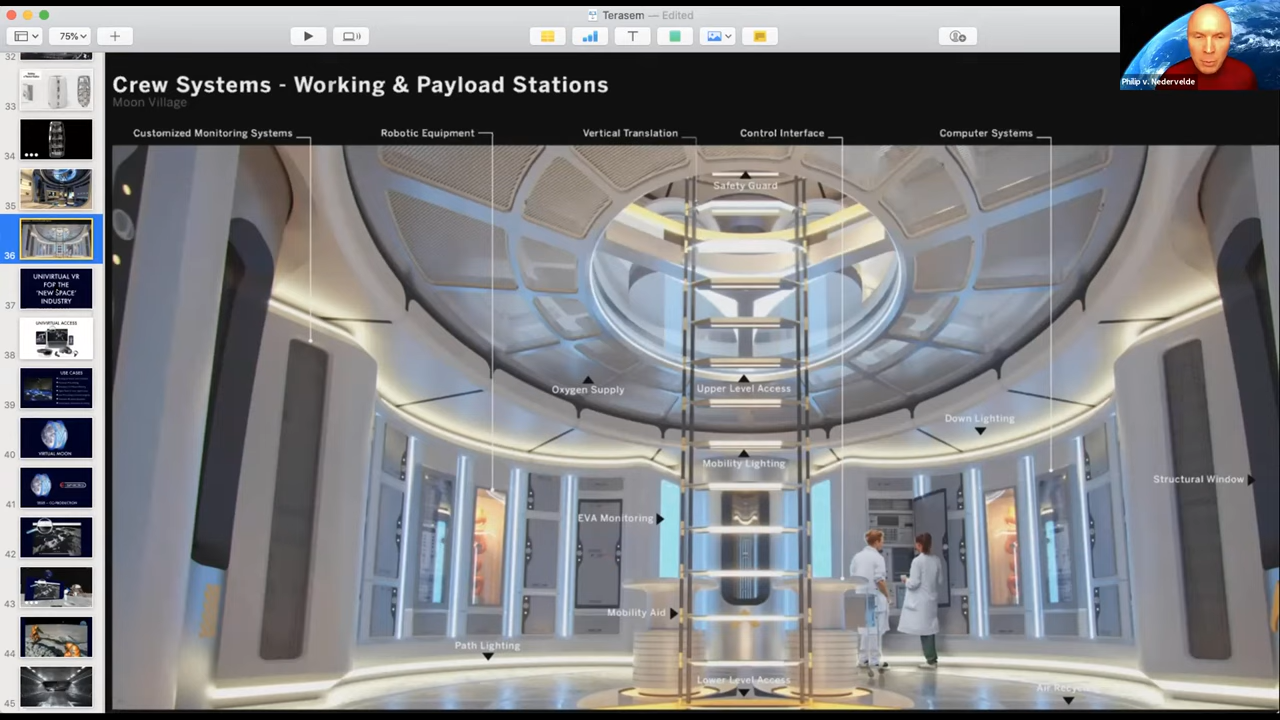 Terasem — Edited
75%
Philip v. Nedervelde
Crew Systems - Working & Payload Stations
Moon Village
Customized Monitoring Systems
Robotic Equipment
Vertical Translation
Control Interface
Computer Systems
Safety Guard
Oxygen Supply
Upper Level Access
Down Lighting
Mobility Lighting
Structural Window
EVA Monitoring
Mobility Aid
Path Lighting
Lower Level Access
Air Recycling
32
33
34
35
36
37
UNIVIRTUAL VR
FOR THE
'NEW SPACE'
INDUSTRY
38
UNIVIRTUAL ACCESS
39
USE CASES
40
VIRTUAL MOON
41
42
43
44
45